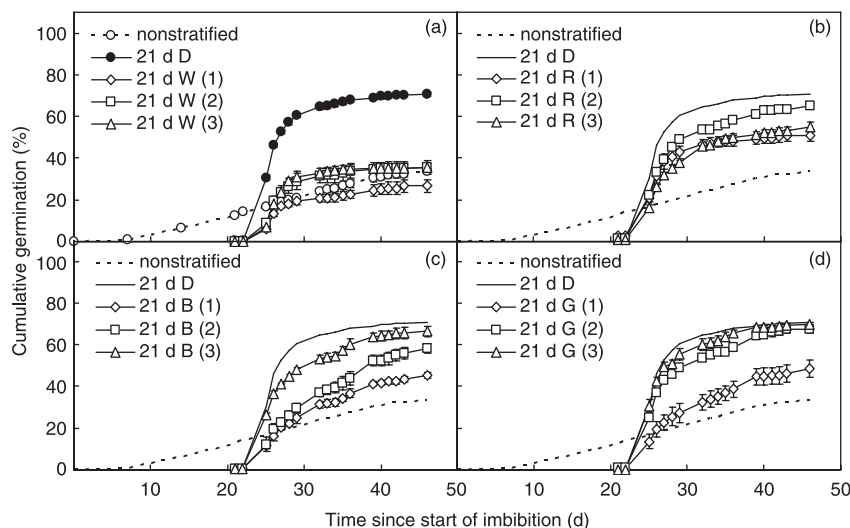 100
80
60
40
20
0
(a)
nonstratified
21 d D
21 d W (1)
21 d W (2)
21 d W (3)
(b)
nonstratified
21 d D
21 d R (1)
21 d R (2)
21 d R (3)
100
80
60
40
20
0
(c)
nonstratified
21 d D
21 d B (1)
21 d B (2)
21 d B (3)
(d)
nonstratified
21 d D
21 d G (1)
21 d G (2)
21 d G (3)
Cumulative germination (%)
10 20 30 40 50 10 20 30 40 50
Time since start of imbibition (d)